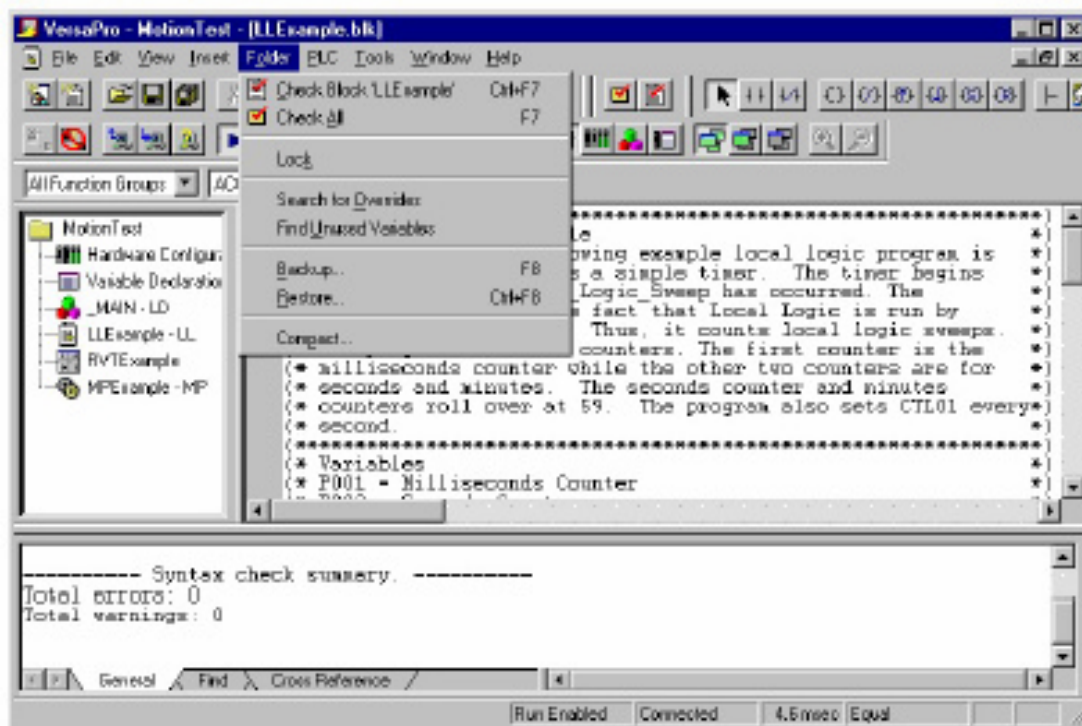 VersaPro - MotionTest - [LLExample.blk]
File Edit View Insert Folder PLC Tools Window Help
Check Block 'LLExample' Ctrl+F7
Check All F7
Lock
Search for Overrides
Find Unused Variables
Backup... F8
Restore... Ctrl+F8
Compact...
All Function Groups
MotionTest
Hardware Configur
Variable Declaration
_MAIN - LD
LLExample - LL
RVTExample
MPExample - MP
************************************************)
le *)
owing example local logic program is *)
s a simple timer. The timer begins *)
Logic_Sweep has occurred. The *)
s fact that Local Logic is run by *)
Thus, it counts local logic sweeps. *)
counters. The first counter is the *)
(* milliseconds counter while the other two counters are for *)
(* seconds and minutes. The seconds counter and minutes *)
(* counters roll over at 59. The program also sets CTL01 every*)
(* second. *)
(* Variables *)
(* P001 - Milliseconds Counter *)
---------- Syntax check summary. ----------
Total errors: 0
Total warnings: 0
General Find Cross Reference
Run Enabled Connected 4.6 msec Equal